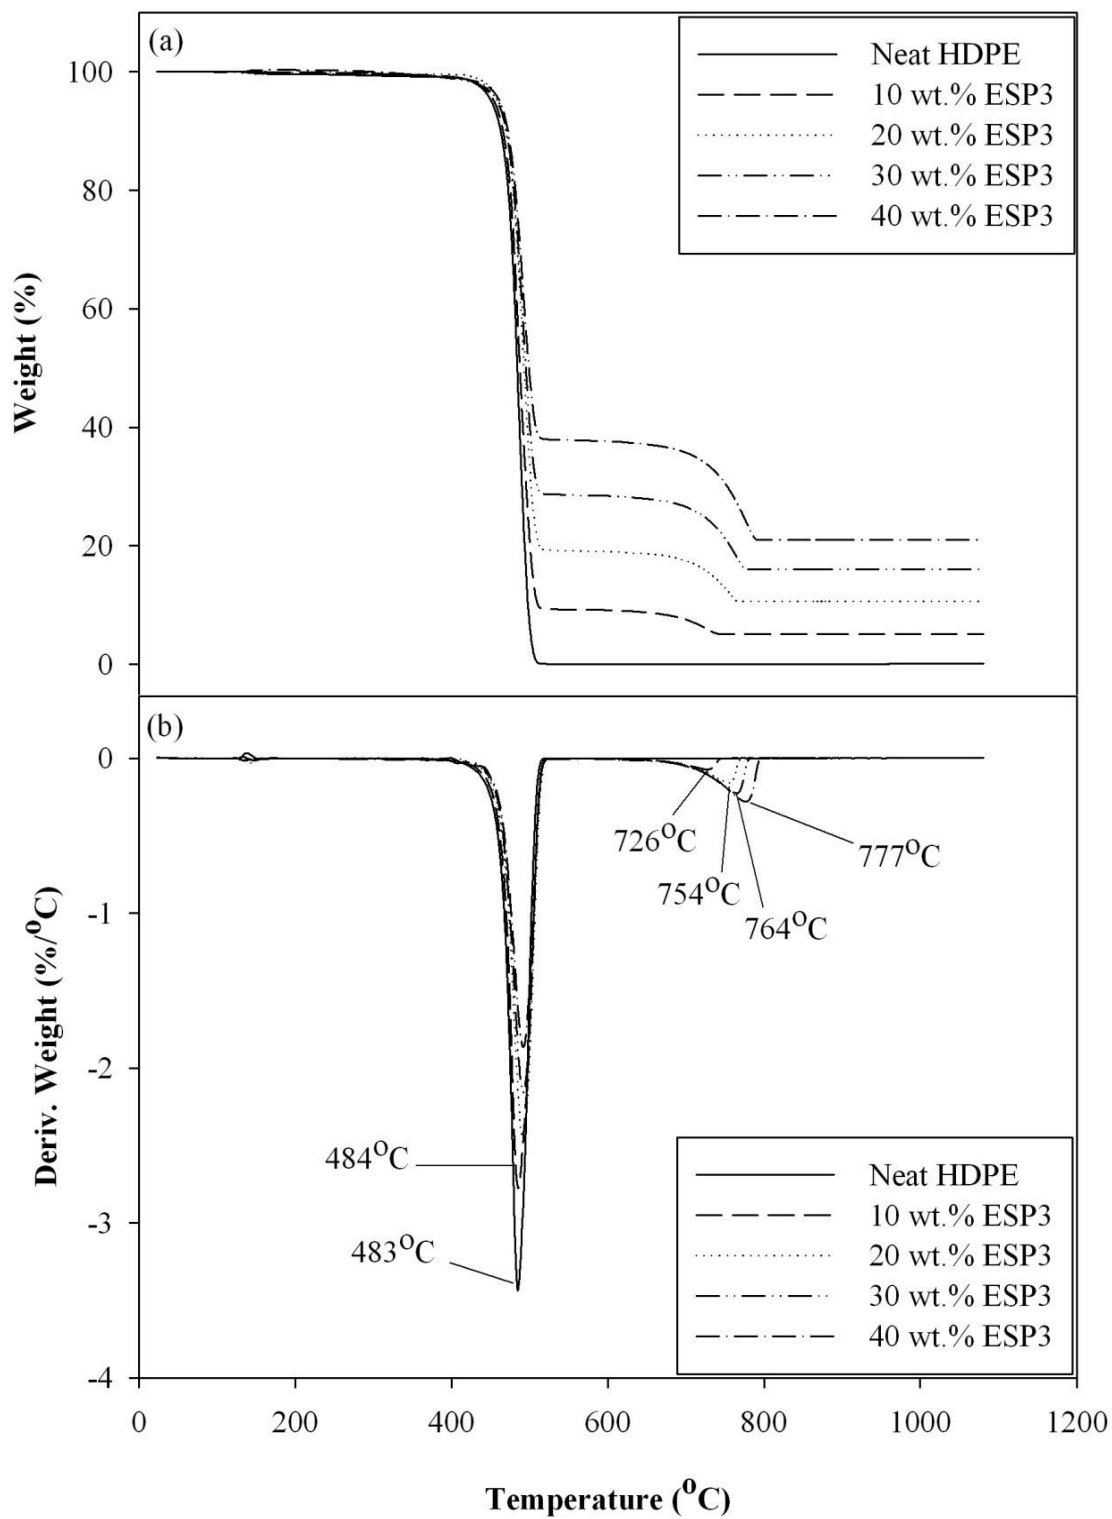 (a)
Neat HDPE
10 wt.% ESP3
20 wt.% ESP3
30 wt.% ESP3
40 wt.% ESP3
100
80
60
40
20
0
Weight (%)
(b)
0
-1
-2
-3
-4
Deriv. Weight (%/°C)
726°C
754°C
764°C
777°C
484°C
483°C
Neat HDPE
10 wt.% ESP3
20 wt.% ESP3
30 wt.% ESP3
40 wt.% ESP3
0 200 400 600 800 1000 1200
Temperature (°C)